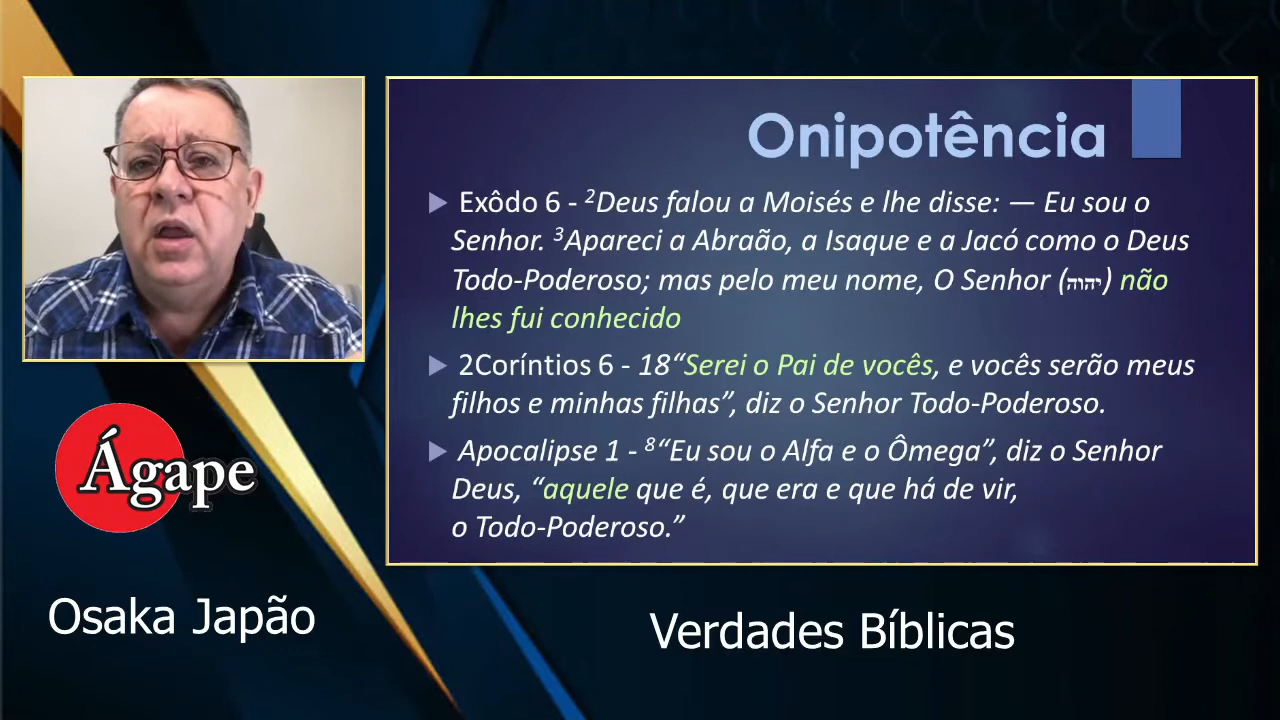 Onipotência
Exôdo 6 - ²Deus falou a Moisés e lhe disse: — Eu sou o
Senhor. ³Apareci a Abraão, a Isaque e a Jacó como o Deus
Todo-Poderoso; mas pelo meu nome, O Senhor (יהוה) não
lhes fui conhecido
2Coríntios 6 - 18“Serei o Pai de vocês, e vocês serão meus
filhos e minhas filhas”, diz o Senhor Todo-Poderoso.
Apocalipse 1 - ⁸“Eu sou o Alfa e o Ômega”, diz o Senhor
Deus, “aquele que é, que era e que há de vir,
o Todo-Poderoso.”
Ágape
Osaka Japão
Verdades Bíblicas